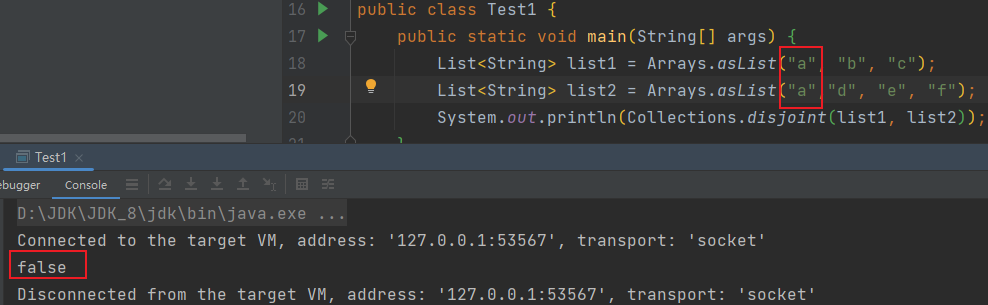 16 public class Test1 {
17 public static void main(String[] args) {
18 List<String> list1 = Arrays.asList("a", "b", "c");
19 List<String> list2 = Arrays.asList("a","d", "e", "f");
20 System.out.println(Collections.disjoint(list1, list2));
21 }
Test1 ×
ebugger Console
D:\JDK\JDK_8\jdk\bin\java.exe ...
Connected to the target VM, address: '127.0.0.1:53567', transport: 'socket'
false
Disconnected from the target VM, address: '127.0.0.1:53567', transport: 'socket'